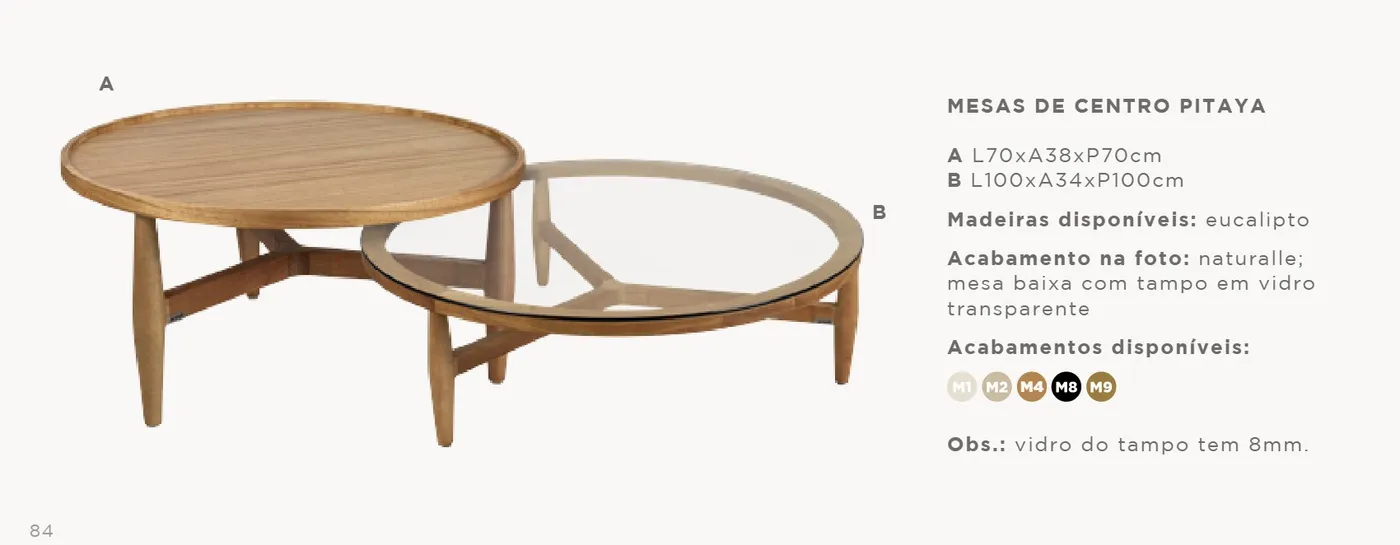 A
B
MESAS DE CENTRO PITAYA
A L70xA38xP70cm
B L100xA34xP100cm
Madeiras disponíveis: eucalipto
Acabamento na foto: naturalle;
mesa baixa com tampo em vidro
transparente
Acabamentos disponíveis:
M1 M2 M4 M8 M9
Obs.: vidro do tampo tem 8mm.
84